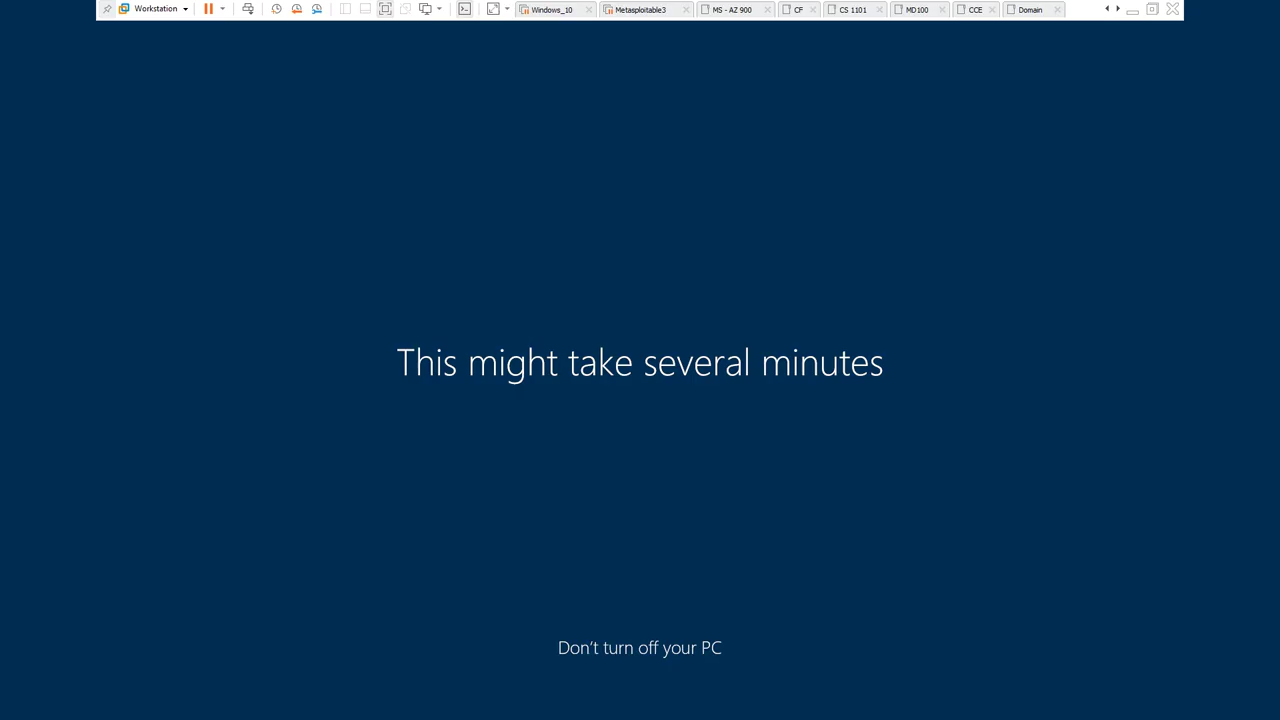 Workstation
Windows_10
Metasploitable3
MS - AZ 900
CF
CS 1101
MD100
CCE
Domain
This might take several minutes
Don't turn off your PC